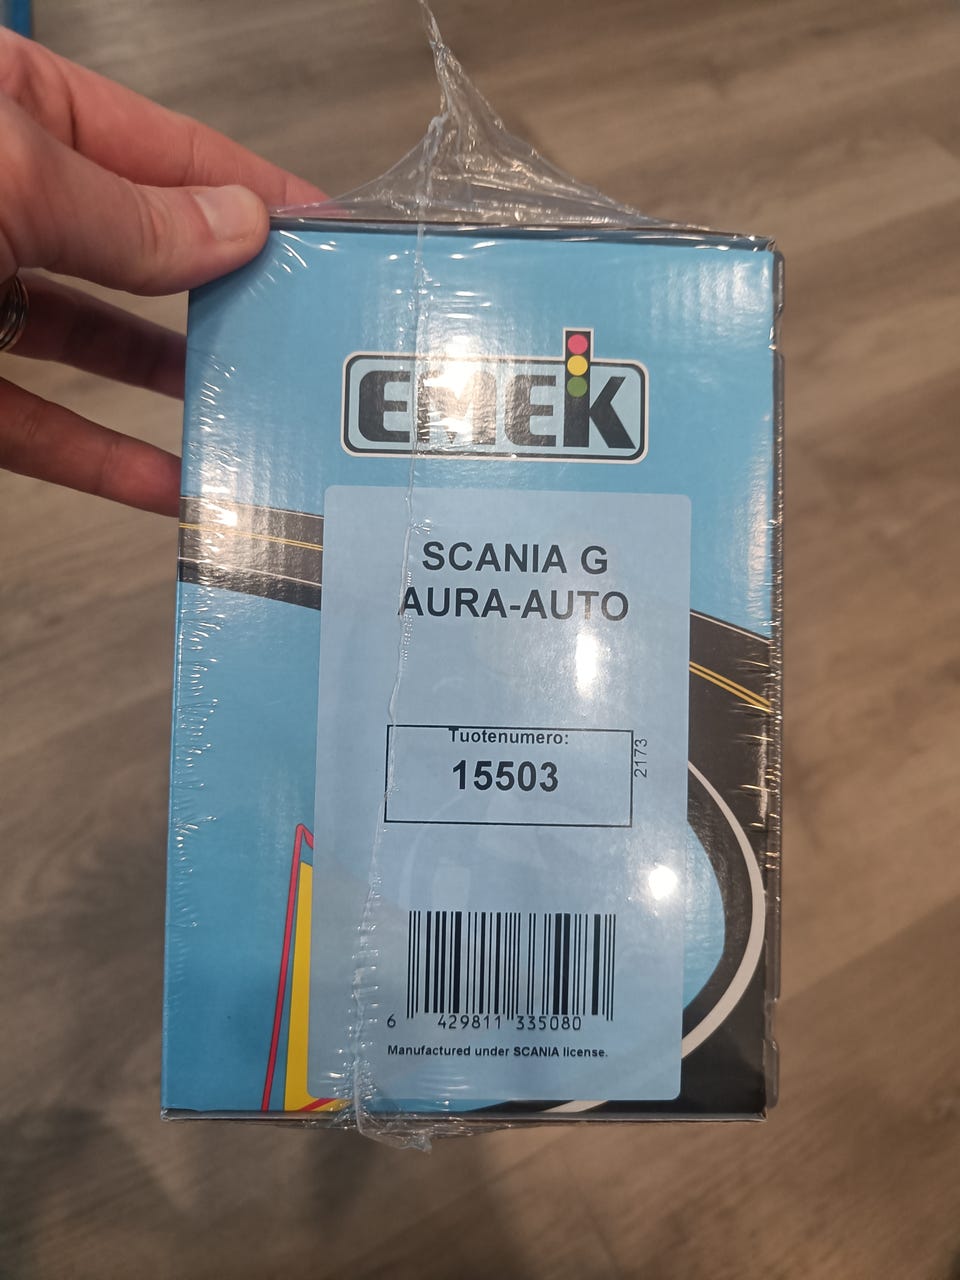 EMEK
SCANIA G
AURA-AUTO
Tuotenumero:
15503
2173
6 429811 335080
Manufactured under SCANIA license.